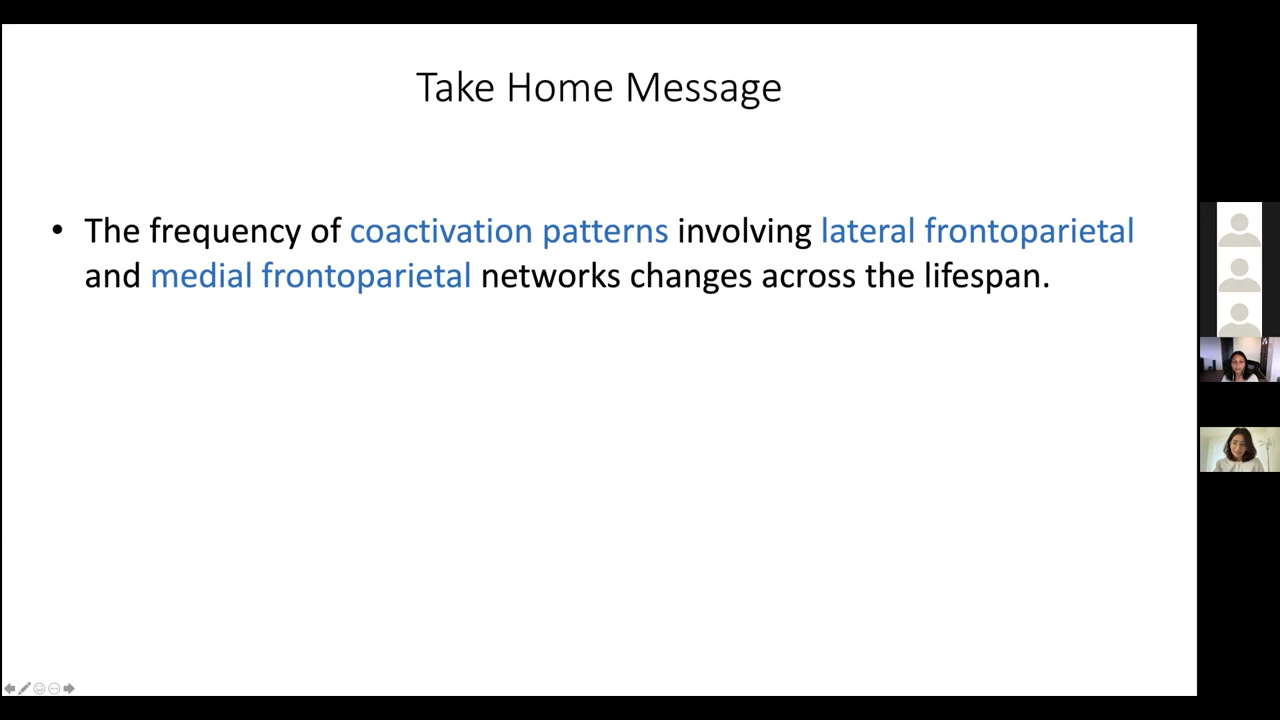 Take Home Message
• The frequency of coactivation patterns involving lateral frontoparietal
and medial frontoparietal networks changes across the lifespan.